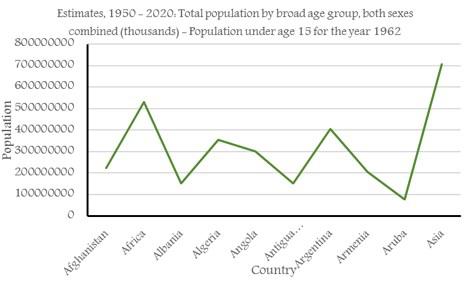 Estimates, 1950 - 2020: Total population by broad age group, both sexes
combined (thousands) - Population under age 15 for the year 1962
Population
800000000
700000000
600000000
500000000
400000000
300000000
200000000
100000000
0
Afghanistan
Africa
Albania
Algeria
Angola
Antigua...
Argentina
Armenia
Aruba
Asia
Country